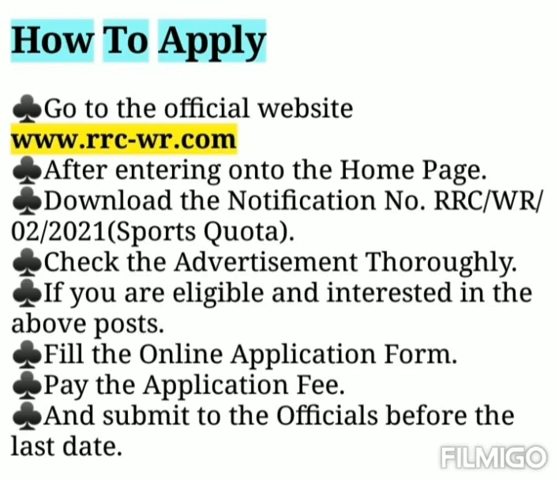 How To Apply
♣Go to the official website
www.rrc-wr.com
♣After entering onto the Home Page.
♣Download the Notification No. RRC/WR/
02/2021(Sports Quota).
♣Check the Advertisement Thoroughly.
♣If you are eligible and interested in the
above posts.
♣Fill the Online Application Form.
♣Pay the Application Fee.
♣And submit to the Officials before the
last date.
FILMIGO